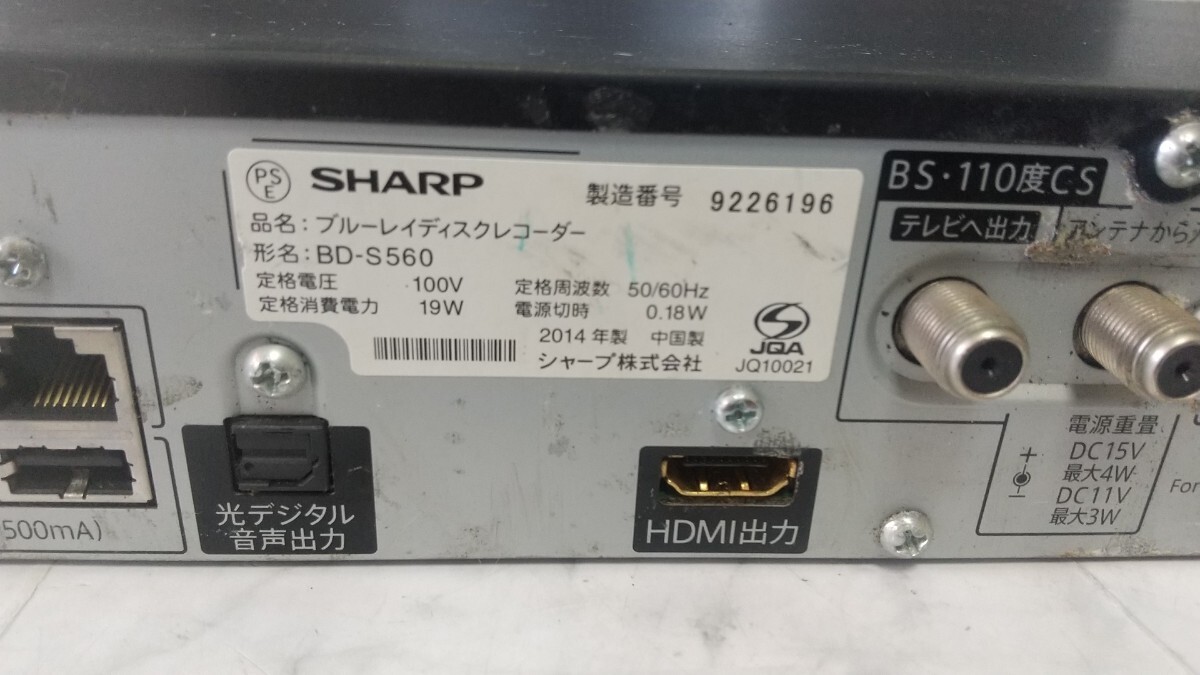 PS E
SHARP
製造番号 9226196
品名：ブルーレイディスクレコーダー
形名：BD-S560
定格電圧 100V 定格周波数 50/60Hz
定格消費電力 19W 電源切時 0.18W
2014年製 中国製
シャープ株式会社
JQA
JQ10021
BS・110度CS
テレビへ出力
アンテナから
電源重畳
DC15V
最大4W
DC11V
最大3W
For
500mA)
光デジタル
音声出力
HDMI出力